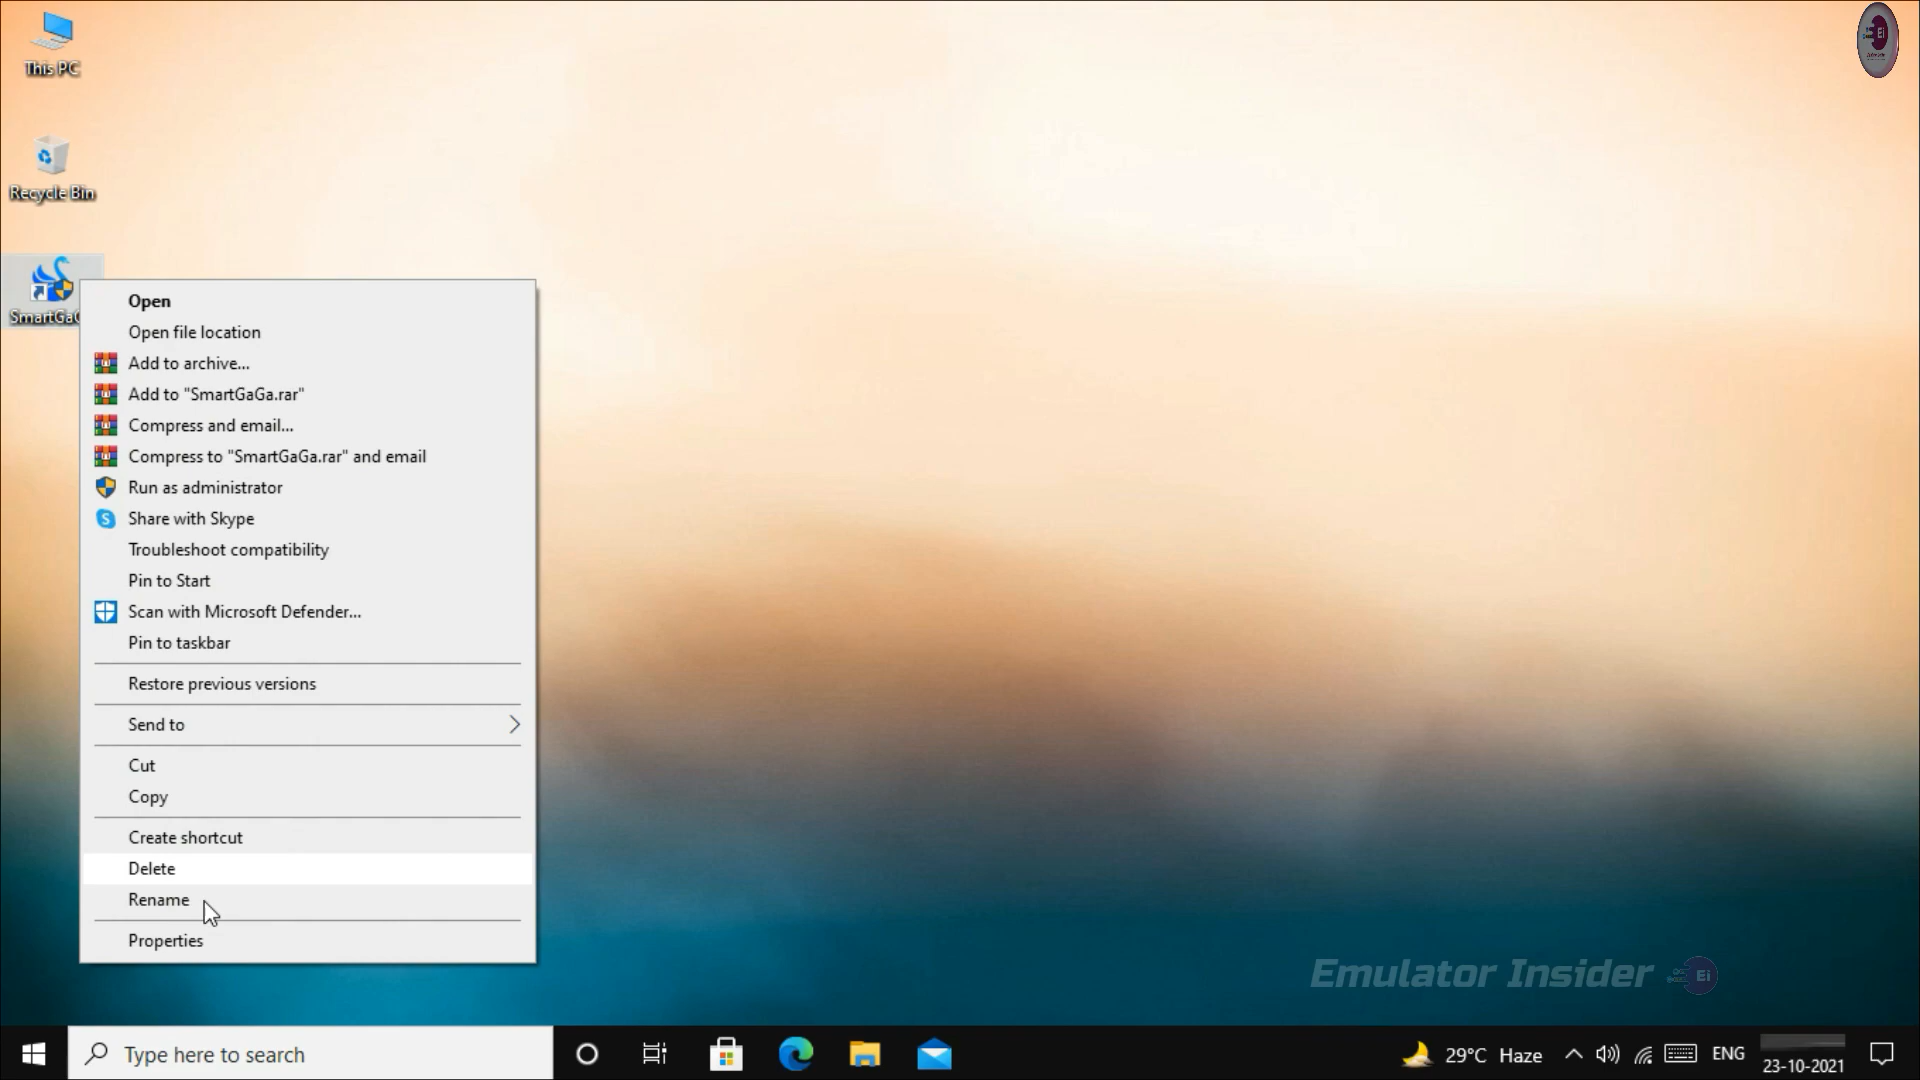 This PC
Recycle Bin
SmartGaG
Open
Open file location
Add to archive...
Add to "SmartGaGa.rar"
Compress and email...
Compress to "SmartGaGa.rar" and email
Run as administrator
Share with Skype
Troubleshoot compatibility
Pin to Start
Scan with Microsoft Defender...
Pin to taskbar
Restore previous versions
Send to
Cut
Copy
Create shortcut
Delete
Rename
Properties
Emulator Insider Ei
Ei
Type here to search
29°C Haze
ENG
23-10-2021